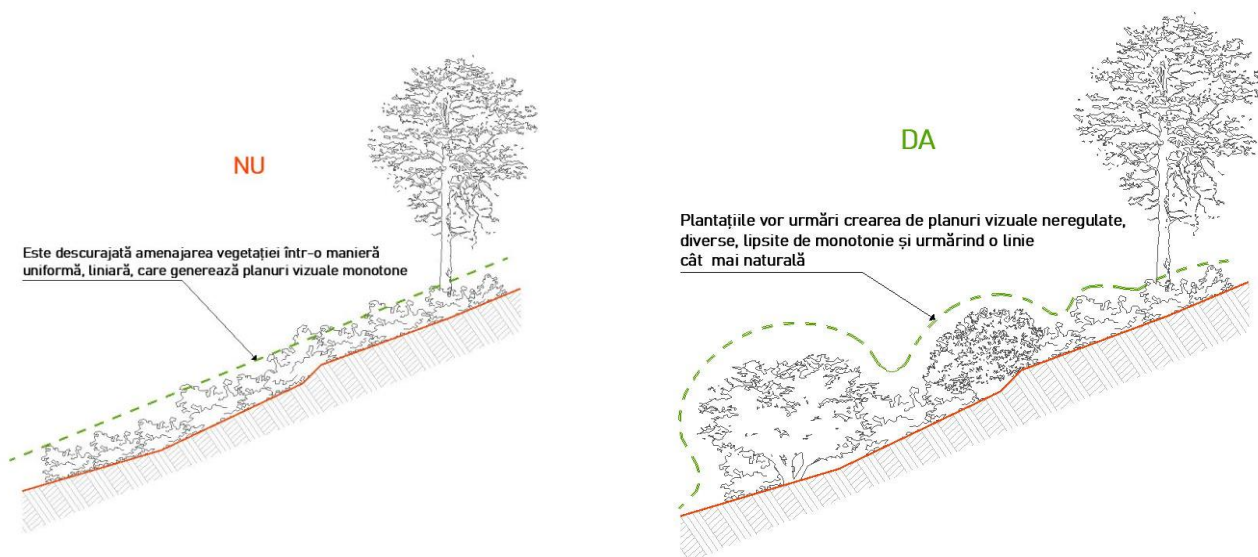 NU
Este descurajată amenajarea vegetației într-o manieră
uniformă, liniară, care generează planuri vizuale monotone
DA
Plantațiile vor urmări crearea de planuri vizuale neregulate,
diverse, lipsite de monotonie și urmărind o linie
cât mai naturală